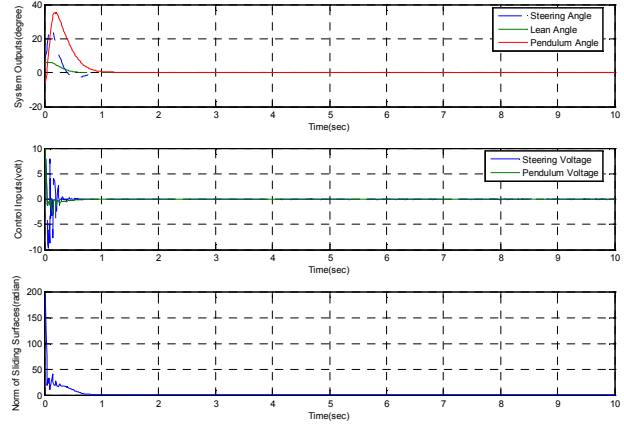 System Outputs(degree)
40
20
0
-20
0 1 2 3 4 5 6 7 8 9 10
Time(sec)
Steering Angle
Lean Angle
Pendulum Angle
Control Inputs(volt)
10
5
0
-5
-10
0 1 2 3 4 5 6 7 8 9 10
Time(sec)
Steering Voltage
Pendulum Voltage
Norm of Sliding Surfaces(radian)
200
150
100
50
0
0 1 2 3 4 5 6 7 8 9 10
Time(sec)